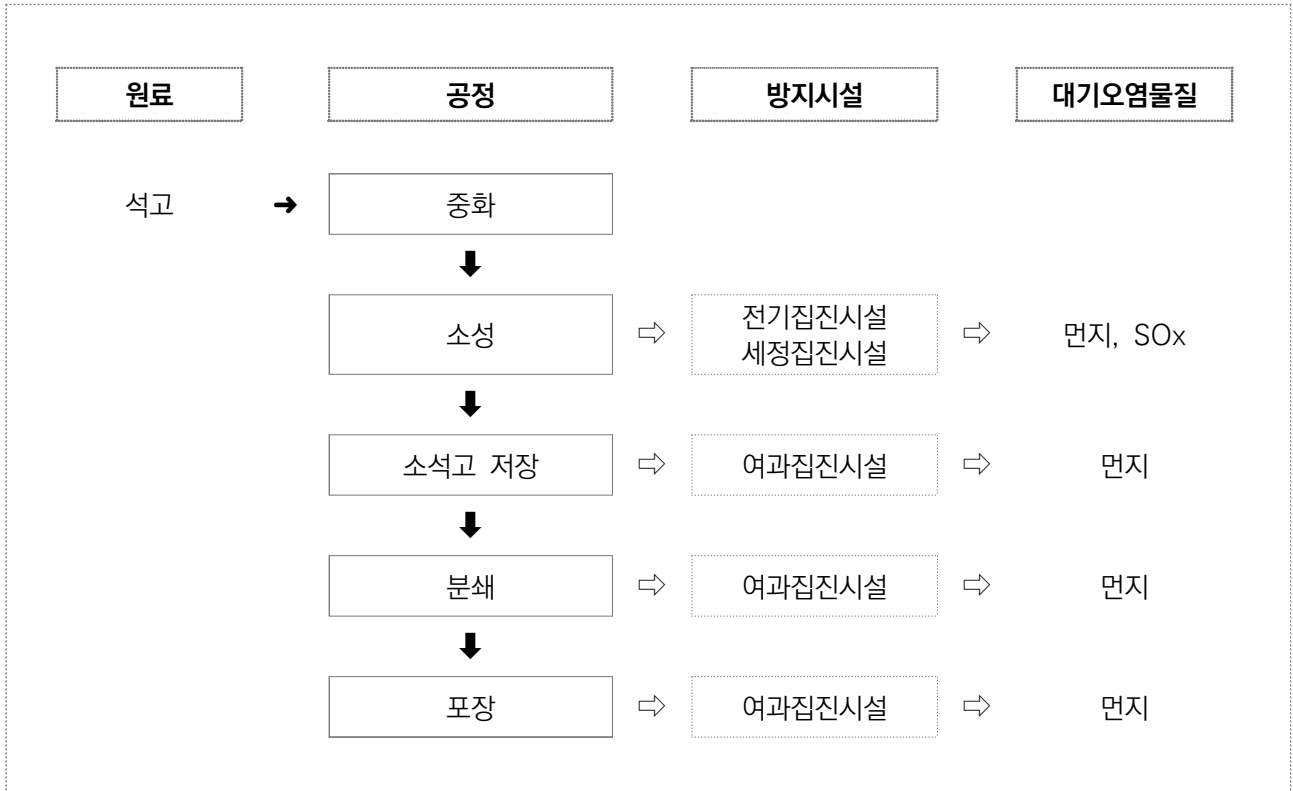 원료 공정 방지시설 대기오염물질
석고 ➜ 중화
⬇
소성 ⇨ 전기집진시설 세정집진시설 ⇨ 먼지, SOx
⬇
소석고 저장 ⇨ 여과집진시설 ⇨ 먼지
⬇
분쇄 ⇨ 여과집진시설 ⇨ 먼지
⬇
포장 ⇨ 여과집진시설 ⇨ 먼지